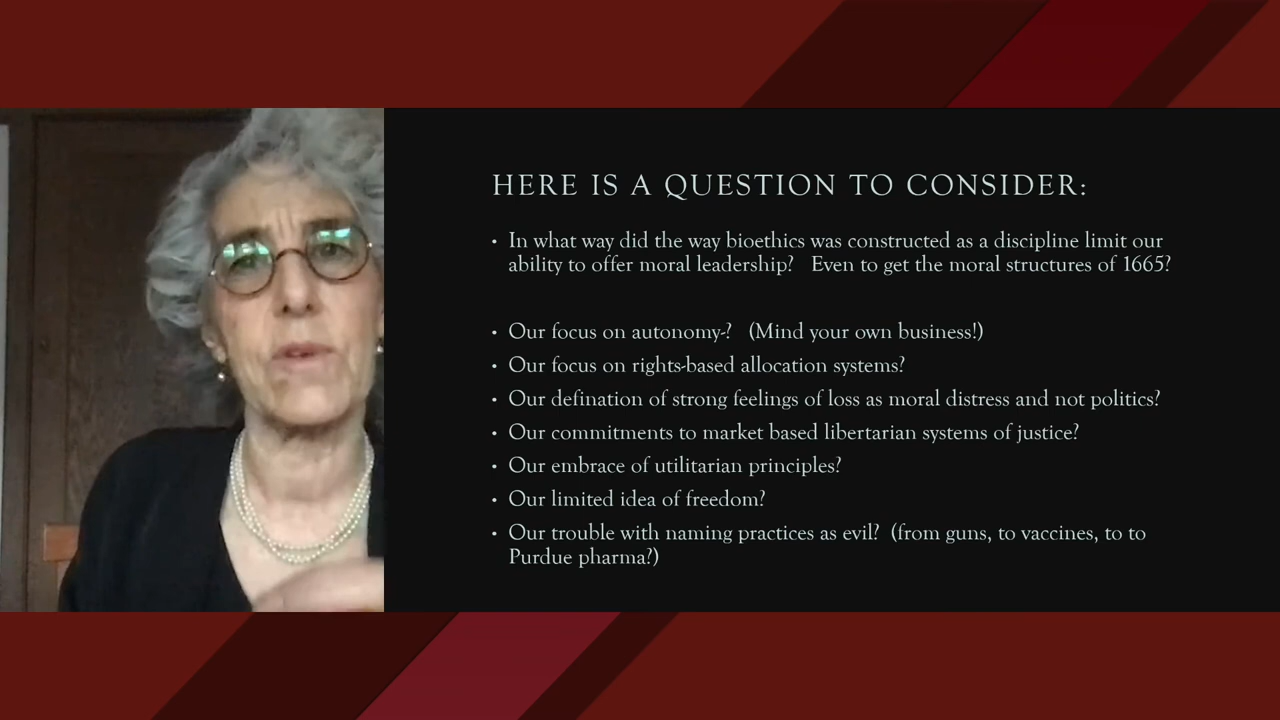 HERE IS A QUESTION TO CONSIDER:
• In what way did the way bioethics was constructed as a discipline limit our
ability to offer moral leadership? Even to get the moral structures of 1665?
• Our focus on autonomy-? (Mind your own business!)
• Our focus on rights-based allocation systems?
• Our defination of strong feelings of loss as moral distress and not politics?
• Our commitments to market based libertarian systems of justice?
• Our embrace of utilitarian principles?
• Our limited idea of freedom?
• Our trouble with naming practices as evil? (from guns, to vaccines, to to
Purdue pharma?)